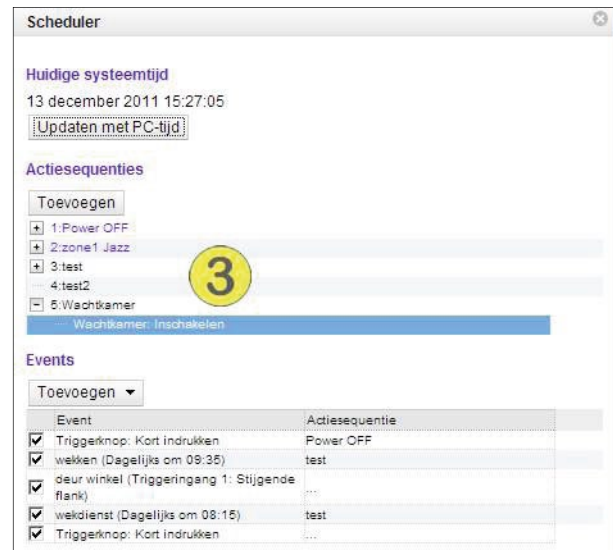 Scheduler
Huidige systeemtijd
13 december 2011 15:27:05
Updaten met PC-tijd
Actiesequenties
Toevoegen
1:Power OFF
2:zone1 Jazz
3:test
3
4:test2
5:Wachtkamer
Wachtkamer: Inschakelen
Events
Toevoegen
Event Actiesequentie
Triggerknop: Kort indrukken Power OFF
wekken (Dagelijks om 09:35) test
deur winkel (Triggeringang 1: Stijgende
flank) ...
wekdienst (Dagelijks om 08:15) test
Triggerknop: Kort indrukken ...